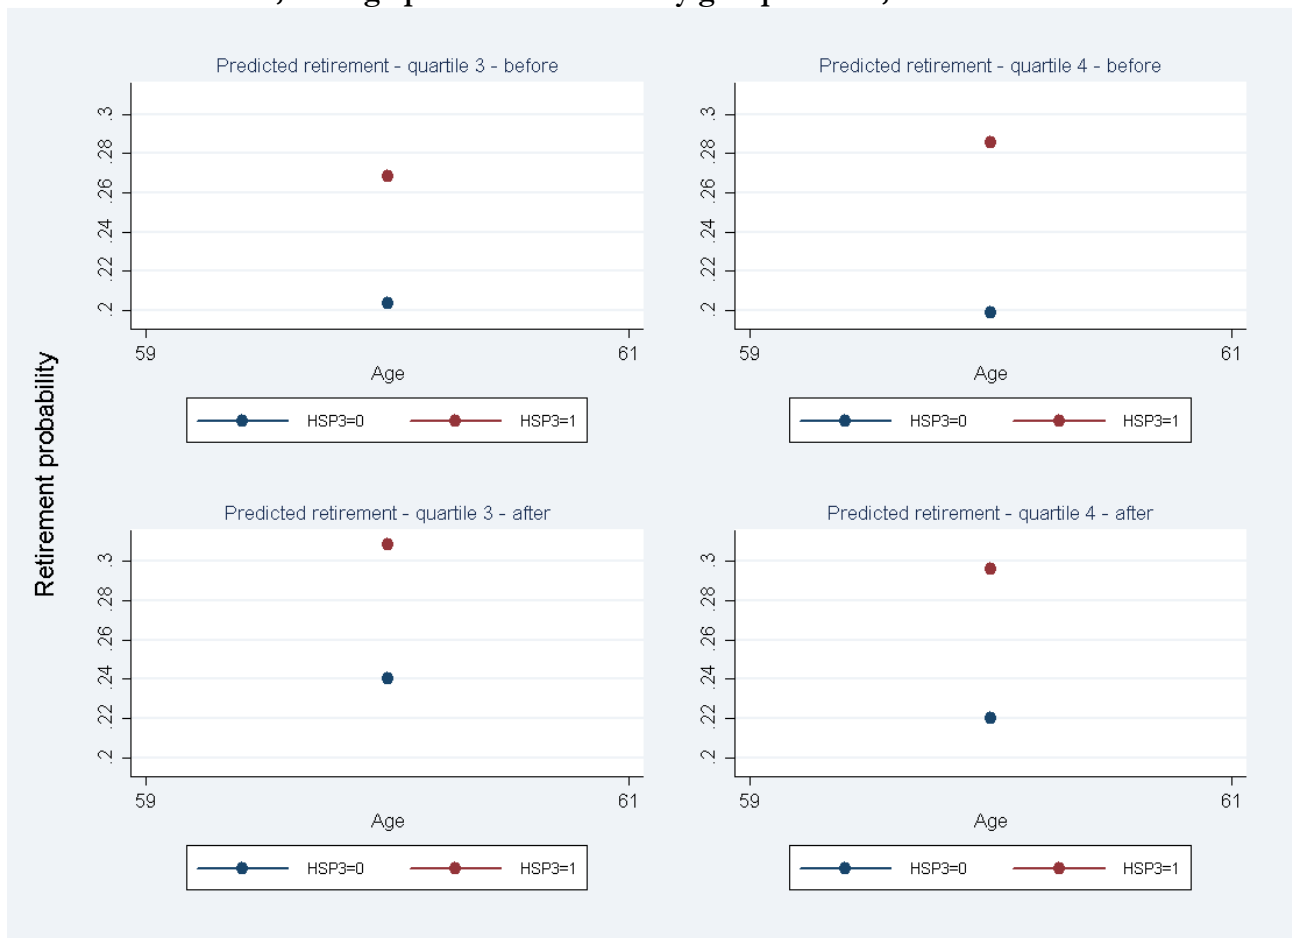 Predicted retirement - quartile 3 - before
.3
.28
.26
.24
.22
.2
59
61
Age
HSP3=0
HSP3=1
Predicted retirement - quartile 4 - before
.3
.28
.26
.24
.22
.2
59
61
Age
HSP3=0
HSP3=1
Retirement probability
Predicted retirement - quartile 3 - after
.3
.28
.26
.24
.22
.2
59
61
Age
HSP3=0
HSP3=1
Predicted retirement - quartile 4 - after
.3
.28
.26
.24
.22
.2
59
61
Age
HSP3=0
HSP3=1